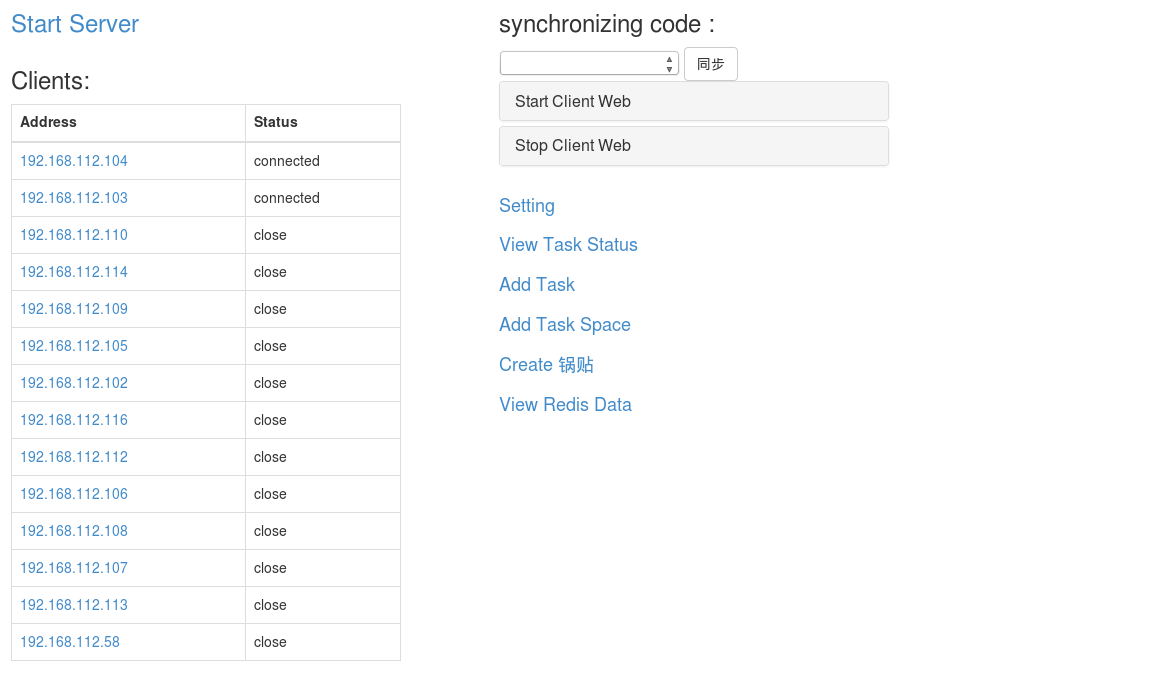 Start Server
Clients:
Address Status
192.168.112.104 connected
192.168.112.103 connected
192.168.112.110 close
192.168.112.114 close
192.168.112.109 close
192.168.112.105 close
192.168.112.102 close
192.168.112.116 close
192.168.112.112 close
192.168.112.106 close
192.168.112.108 close
192.168.112.107 close
192.168.112.113 close
192.168.112.58 close
synchronizing code :
同步
Start Client Web
Stop Client Web
Setting
View Task Status
Add Task
Add Task Space
Create 锅贴
View Redis Data